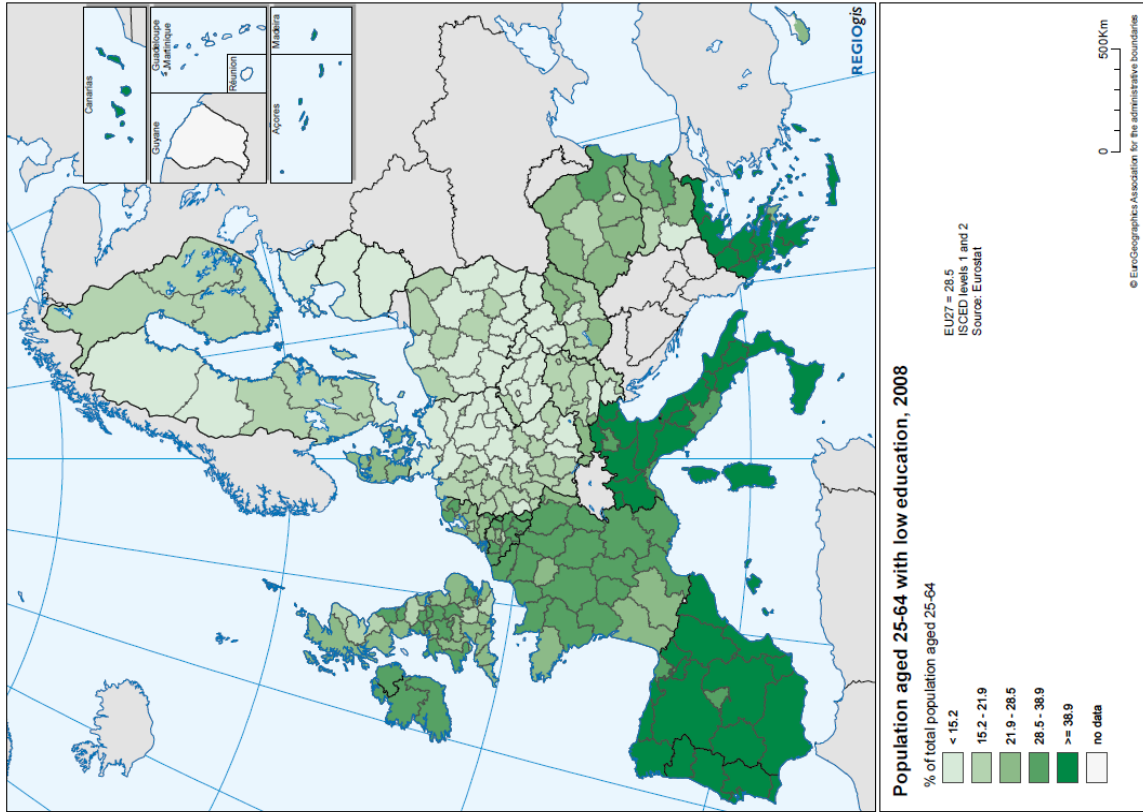 Canarias
Guyane
Guadeloupe
Martinique
Réunion
Açores
Madeira
REGIOgis
Population aged 25-64 with low education, 2008
% of total population aged 25-64
< 15.2
15.2 - 21.9
21.9 - 28.5
28.5 - 38.9
>= 38.9
no data
EU27 = 28.5
ISCED levels 1 and 2
Source: Eurostat
0 500Km
© EuroGeographics Association for the administrative boundaries